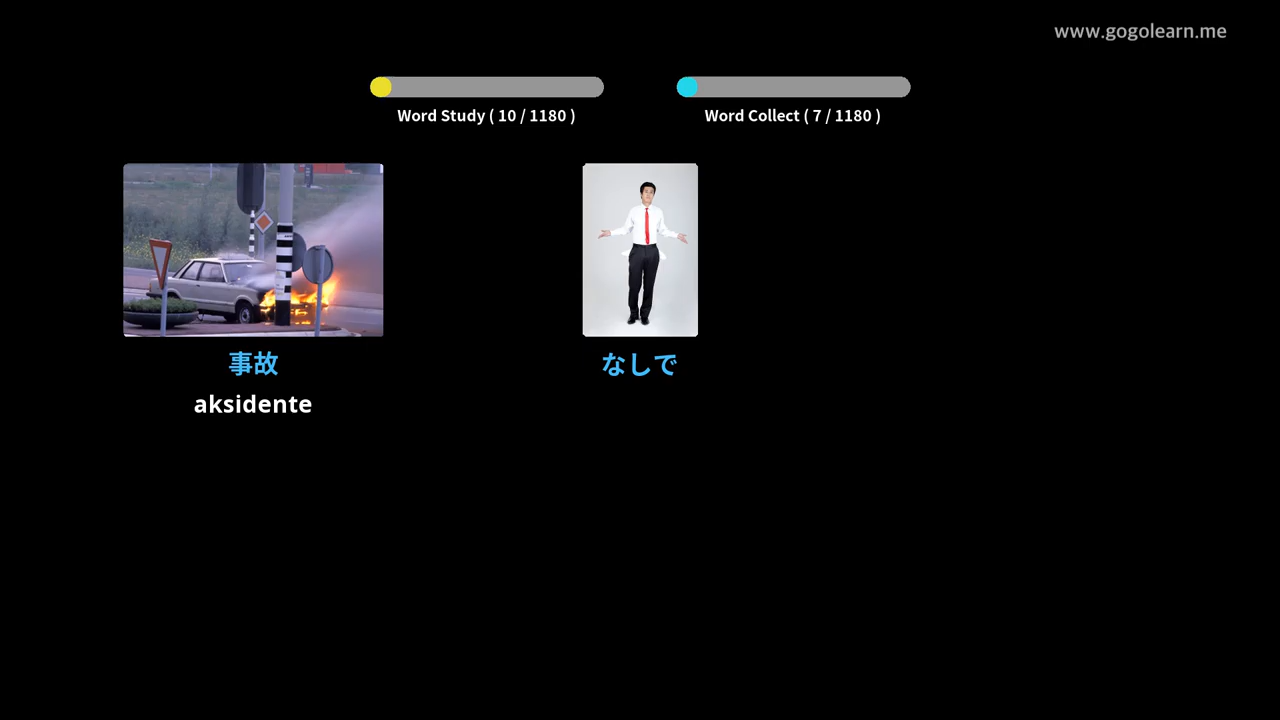 www.gogolearn.me
Word Study ( 10 / 1180 )
Word Collect ( 7 / 1180 )
事故
aksidente
なしで